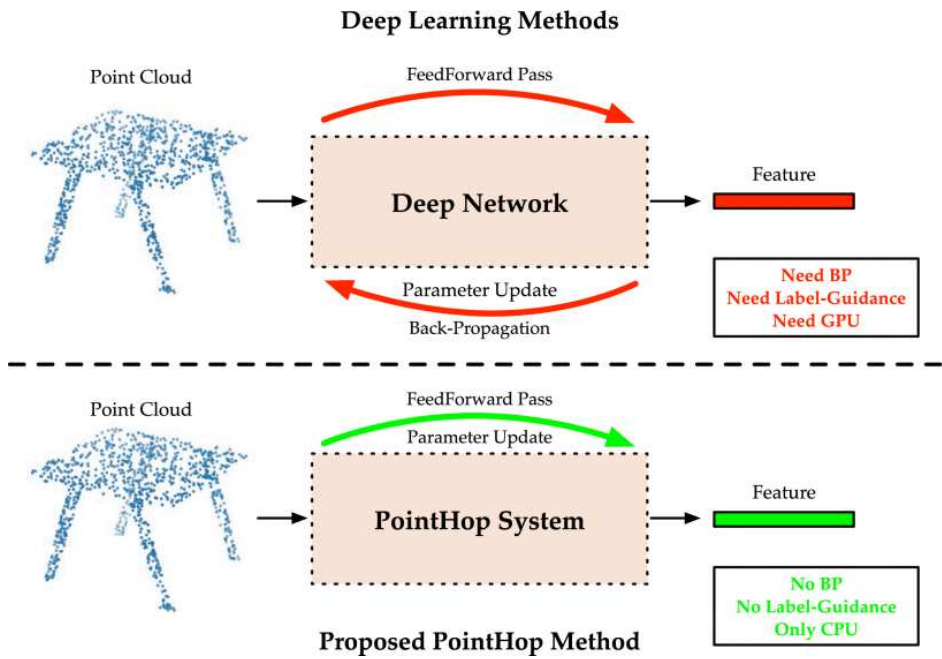 Deep Learning Methods
Point Cloud
FeedForward Pass
Deep Network
Feature
Parameter Update
Back-Propagation
Need BP
Need Label-Guidance
Need GPU
Point Cloud
FeedForward Pass
Parameter Update
PointHop System
Feature
No BP
No Label-Guidance
Only CPU
Proposed PointHop Method